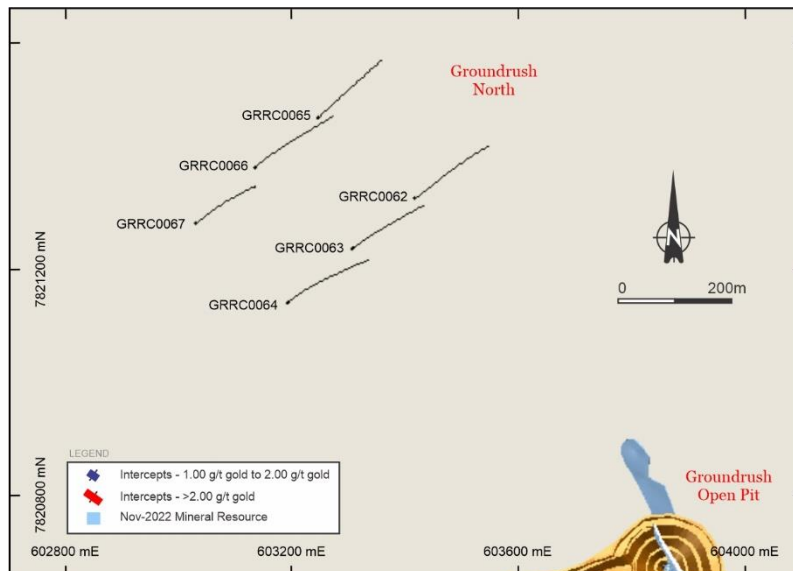 Groundrush
North
GRRC0065
GRRC0066
GRRC0062
GRRC0067
GRRC0063
GRRC0064
N
7821200 mN
0 200m
LEGEND
Intercepts - 1.00 g/t gold to 2.00 g/t gold
Intercepts - >2.00 g/t gold
Nov-2022 Mineral Resource
Groundrush
Open Pit
7820800 mN
602800 mE 603200 mE 603600 mE 604000 mE